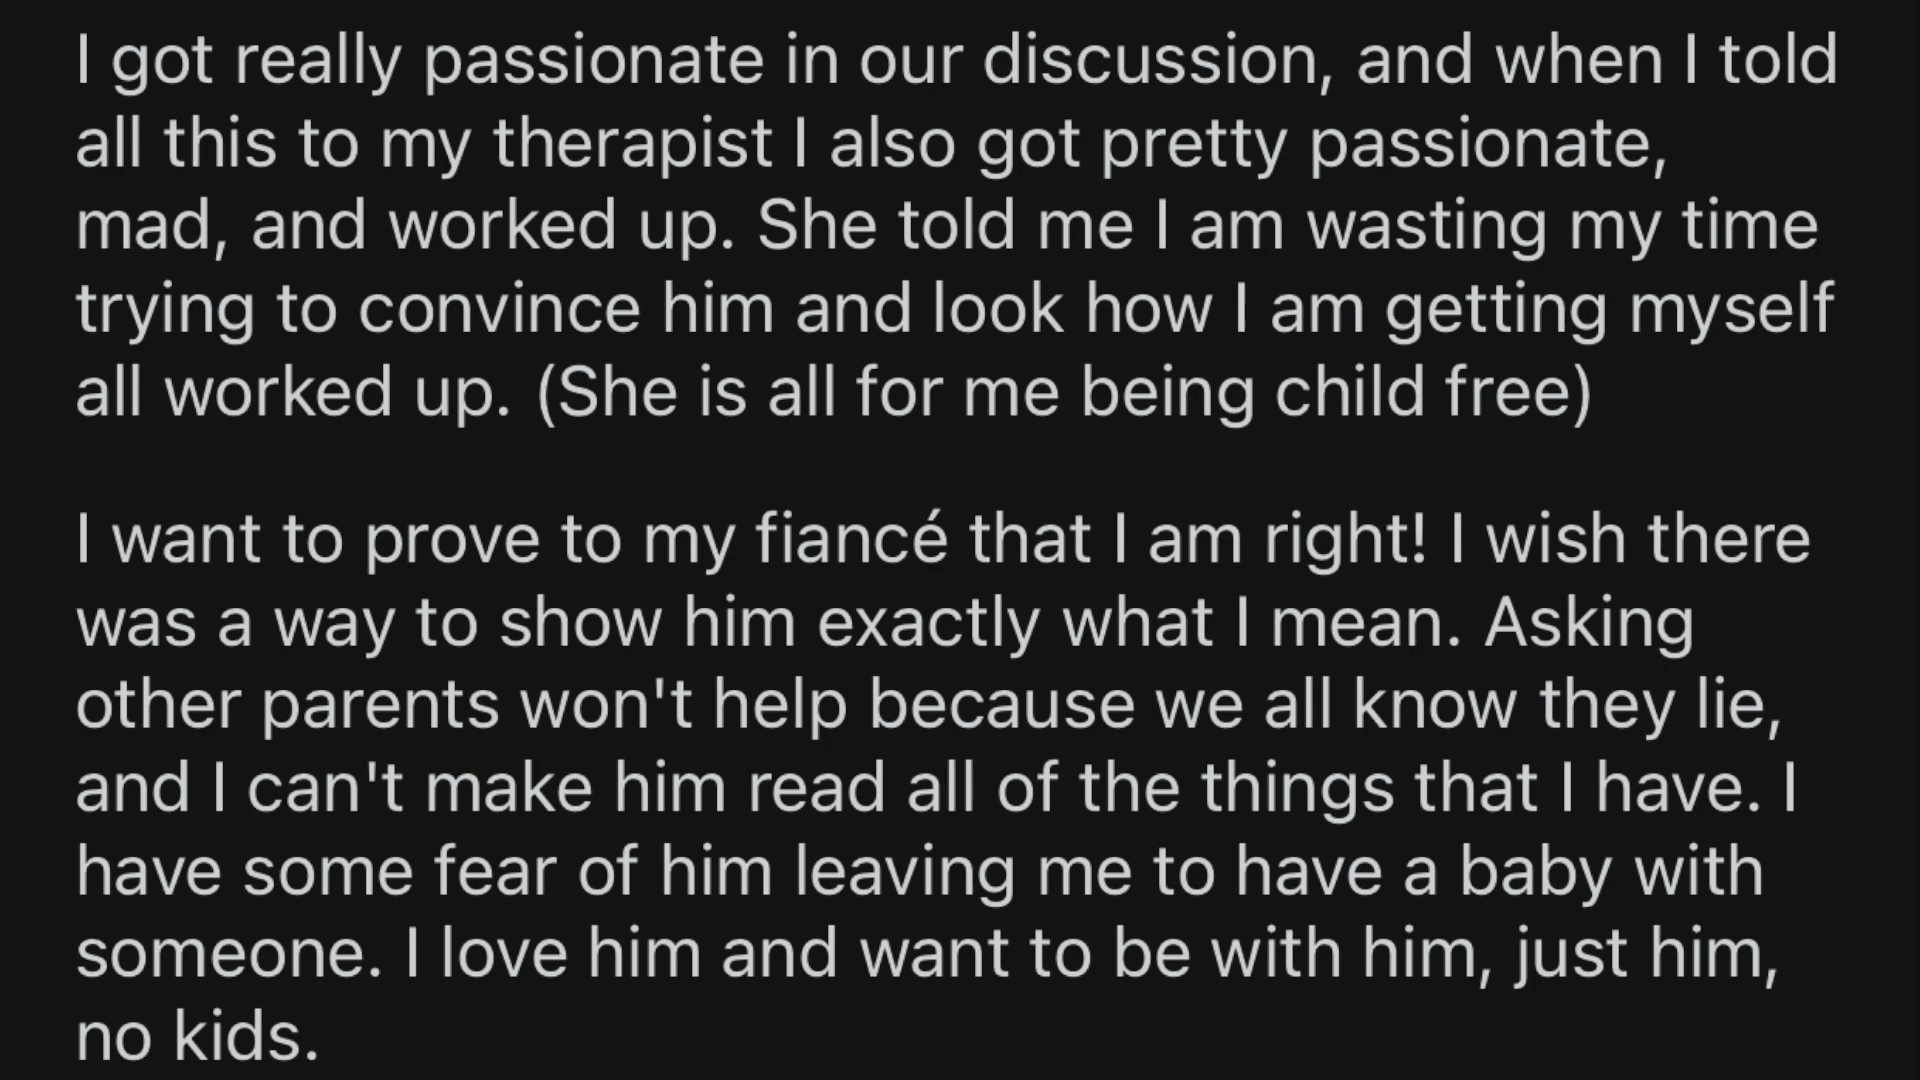 I got really passionate in our discussion, and when I told
all this to my therapist I also got pretty passionate,
mad, and worked up. She told me I am wasting my time
trying to convince him and look how I am getting myself
all worked up. (She is all for me being child free)
I want to prove to my fiancé that I am right! I wish there
was a way to show him exactly what I mean. Asking
other parents won't help because we all know they lie,
and I can't make him read all of the things that I have. I
have some fear of him leaving me to have a baby with
someone. I love him and want to be with him, just him,
no kids.